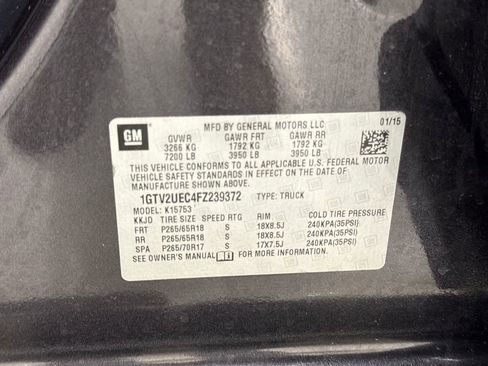 GM
MFD BY GENERAL MOTORS LLC 01/15
GVWR GAWR FRT GAWR RR
3266 KG 1792 KG 1792 KG
7200 LB 3950 LB 3950 LB
THIS VEHICLE CONFORMS TO ALL APPLICABLE U.S. FEDERAL MOTOR
VEHICLE SAFETY STANDARDS IN EFFECT ON THE DATE OF
MANUFACTURE SHOWN ABOVE.
1GTV2UEC4FZ239372 TYPE: TRUCK
MODEL: K15753
KKJD TIRE SIZE SPEED RTG RIM COLD TIRE PRESSURE
FRT P265/65R18 S 18X8.5J 240KPA(35PSI)
RR P265/65R18 S 18X8.5J 240KPA(35PSI)
SPA P265/70R17 S 17X7.5J 240KPA(35PSI)
SEE OWNER'S MANUAL FOR MORE INFORMATION.